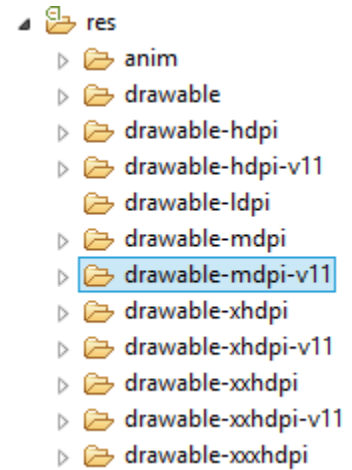 res
anim
drawable
drawable-hdpi
drawable-hdpi-v11
drawable-ldpi
drawable-mdpi
drawable-mdpi-v11
drawable-xhdpi
drawable-xhdpi-v11
drawable-xxhdpi
drawable-xxhdpi-v11
drawable-xxxhdpi